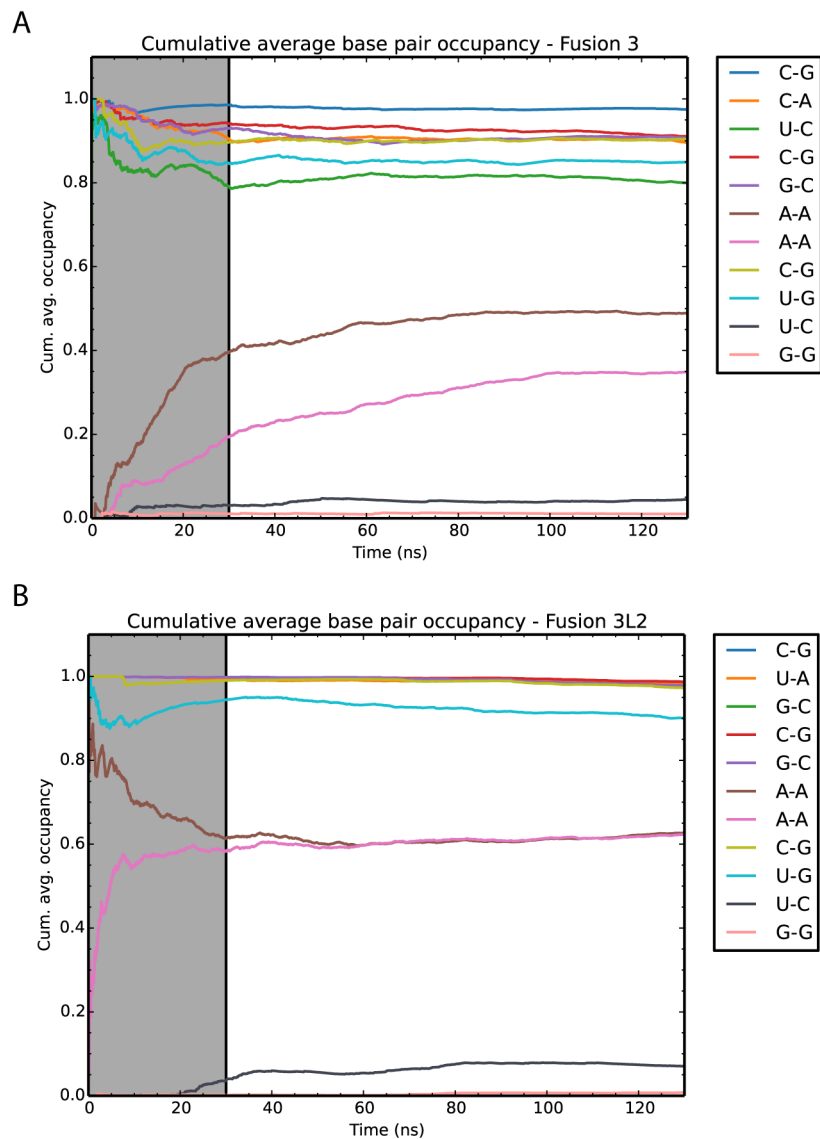 A
Cumulative average base pair occupancy - Fusion 3
Cum. avg. occupancy
1.0
0.8
0.6
0.4
0.2
0.0
0 20 40 60 80 100 120
Time (ns)
C-G
C-A
U-C
C-G
G-C
A-A
A-A
C-G
U-G
U-C
G-G
B
Cumulative average base pair occupancy - Fusion 3L2
Cum. avg. occupancy
1.0
0.8
0.6
0.4
0.2
0.0
0 20 40 60 80 100 120
Time (ns)
C-G
U-A
G-C
C-G
G-C
A-A
A-A
C-G
U-G
U-C
G-G